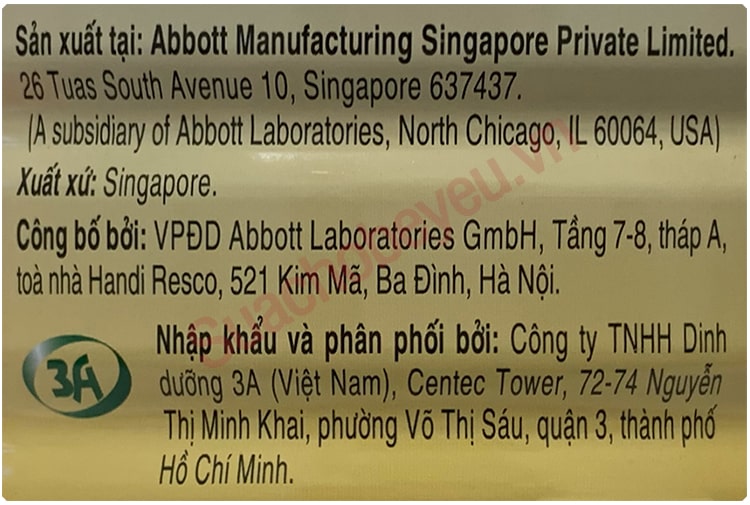 Sản xuất tại: Abbott Manufacturing Singapore Private Limited.
26 Tuas South Avenue 10, Singapore 637437.
(A subsidiary of Abbott Laboratories, North Chicago, IL 60064, USA)
Xuất xứ: Singapore.
Công bố bởi: VPĐD Abbott Laboratories GmbH, Tầng 7-8, tháp A,
toà nhà Handi Resco, 521 Kim Mã, Ba Đình, Hà Nội.
Nhập khẩu và phân phối bởi: Công ty TNHH Dinh
dưỡng 3A (Việt Nam), Centec Tower, 72-74 Nguyễn
Thị Minh Khai, phường Võ Thị Sáu, quận 3, thành phố
Hồ Chí Minh.
3A
Suachobeyeu.vn